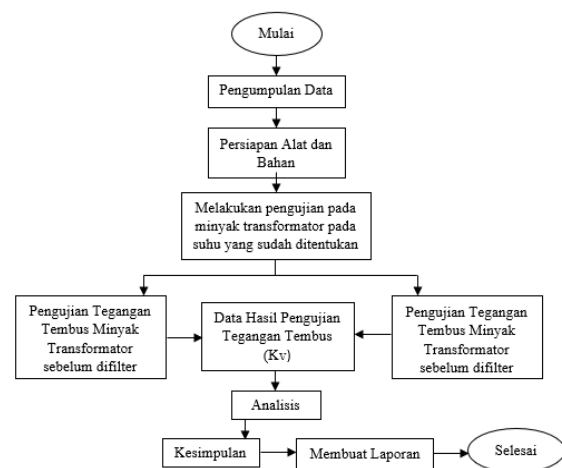 Mulai
Pengumpulan Data
Persiapan Alat dan
Bahan
Melakukan pengujian pada
minyak transformator pada
suhu yang sudah ditentukan
Pengujian Tegangan
Tembus Minyak
Transformator
sebelum difilter
Data Hasil Pengujian
Tegangan Tembus
(Kv)
Pengujian Tegangan
Tembus Minyak
Transformator
sebelum difilter
Analisis
Kesimpulan
Membuat Laporan
Selesai